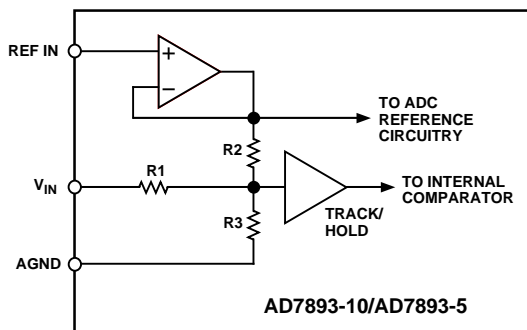 REF IN
+
−
TO ADC
REFERENCE
CIRCUITRY
R2
R1
VIN
TO INTERNAL
COMPARATOR
R3
TRACK/
HOLD
AGND
AD7893-10/AD7893-5